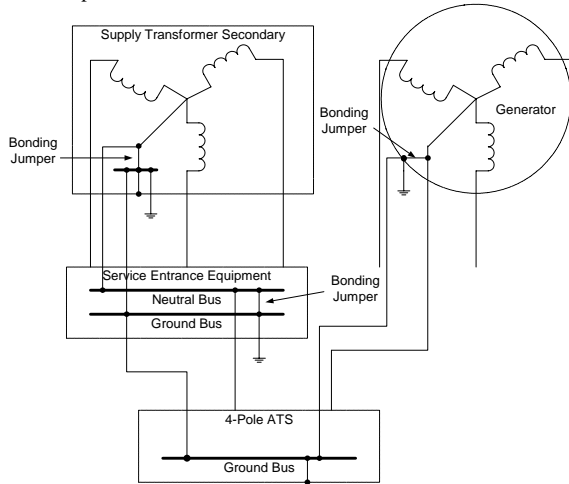 Supply Transformer Secondary
Generator
Bonding
Jumper
Bonding
Jumper
Service Entrance Equipment
Neutral Bus
Ground Bus
Bonding
Jumper
4-Pole ATS
Ground Bus